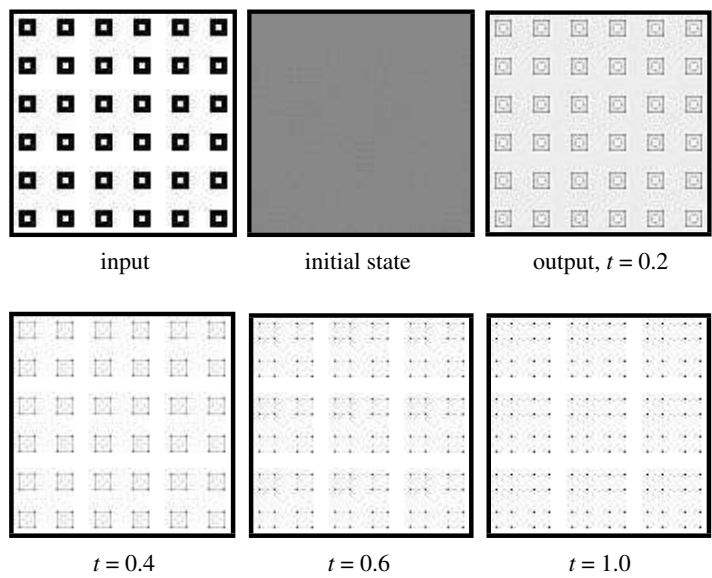 input
initial state
output, t = 0.2
t = 0.4
t = 0.6
t = 1.0